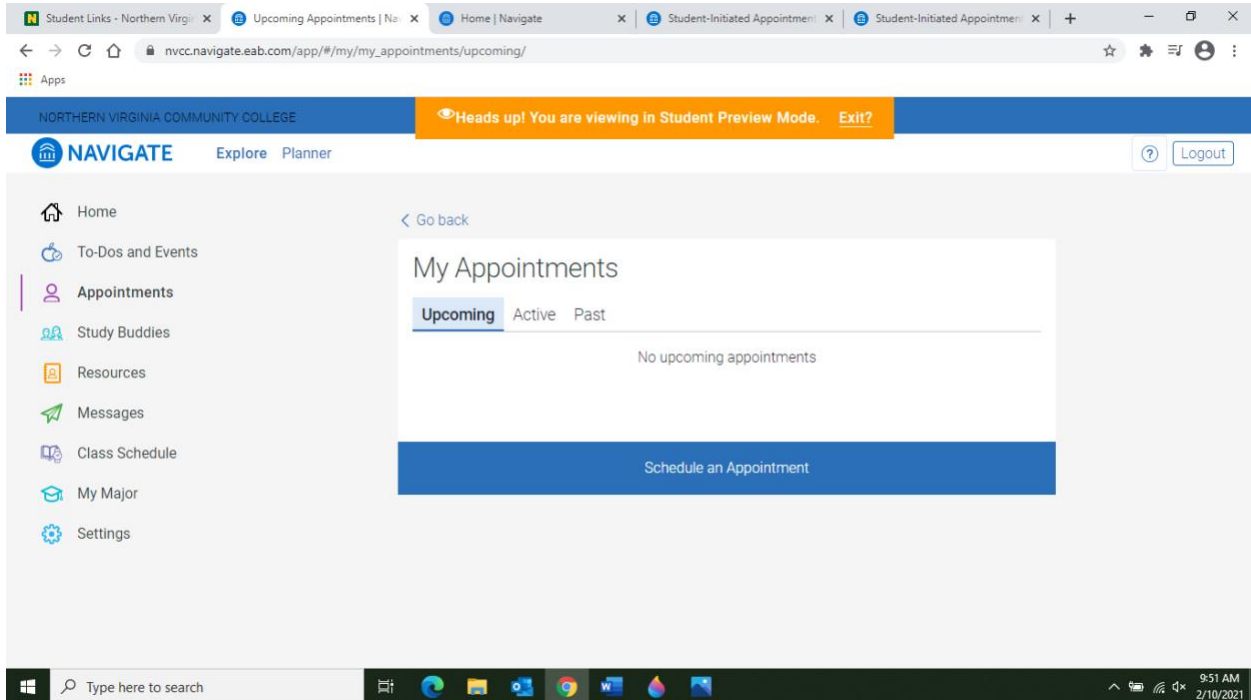 Student Links - Northern Virgi
Upcoming Appointments | Na
Home | Navigate
Student-Initiated Appointment
Student-Initiated Appointment
nvcc.navigate.eab.com/app/#/my/my_appointments/upcoming/
Apps
NORTHERN VIRGINIA COMMUNITY COLLEGE
Heads up! You are viewing in Student Preview Mode. Exit?
NAVIGATE Explore Planner
Logout
Home
Go back
To-Dos and Events
My Appointments
Appointments
Upcoming Active Past
Study Buddies
No upcoming appointments
Resources
Messages
Class Schedule
Schedule an Appointment
My Major
Settings
Type here to search
9:51 AM
2/10/2021